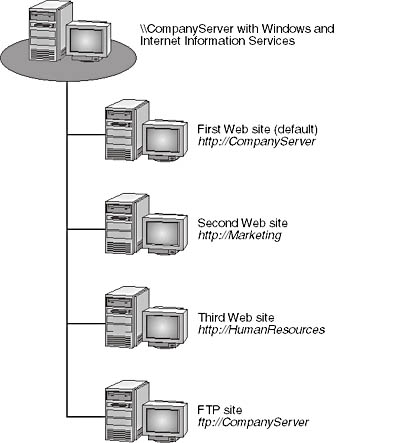 \\CompanyServer with Windows and
Internet Information Services
First Web site (default)
http://CompanyServer
Second Web site
http://Marketing
Third Web site
http://HumanResources
FTP site
ftp://CompanyServer